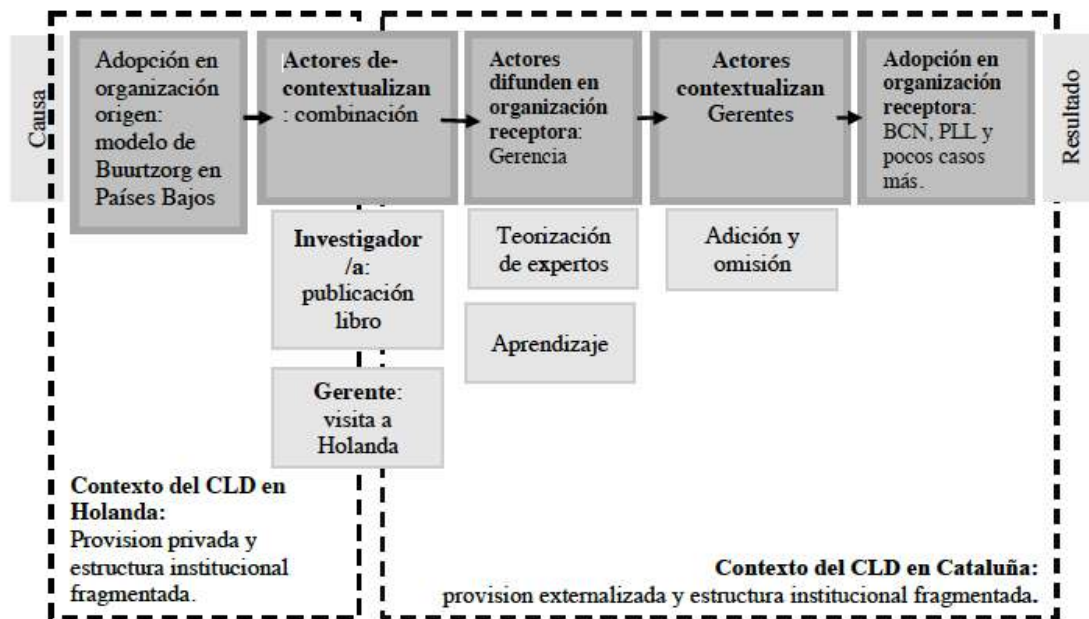 Causa
Adopción en
organización
origen:
modelo de
Buurtzorg en
Países Bajos
Actores de-
contextualizan
: combinación
Actores
difunden en
organización
receptora:
Gerencia
Actores
contextualizan
Gerentes
Adopción en
organización
receptora:
BCN, PLL y
pocos casos
más.
Resultado
Investigador
/a:
publicación
libro
Gerente:
visita a
Holanda
Teorización
de expertos
Aprendizaje
Adición y
omisión
Contexto del CLD en
Holanda:
Provision privada y
estructura institucional
fragmentada.
Contexto del CLD en Cataluña:
provision externalizada y estructura institucional fragmentada.